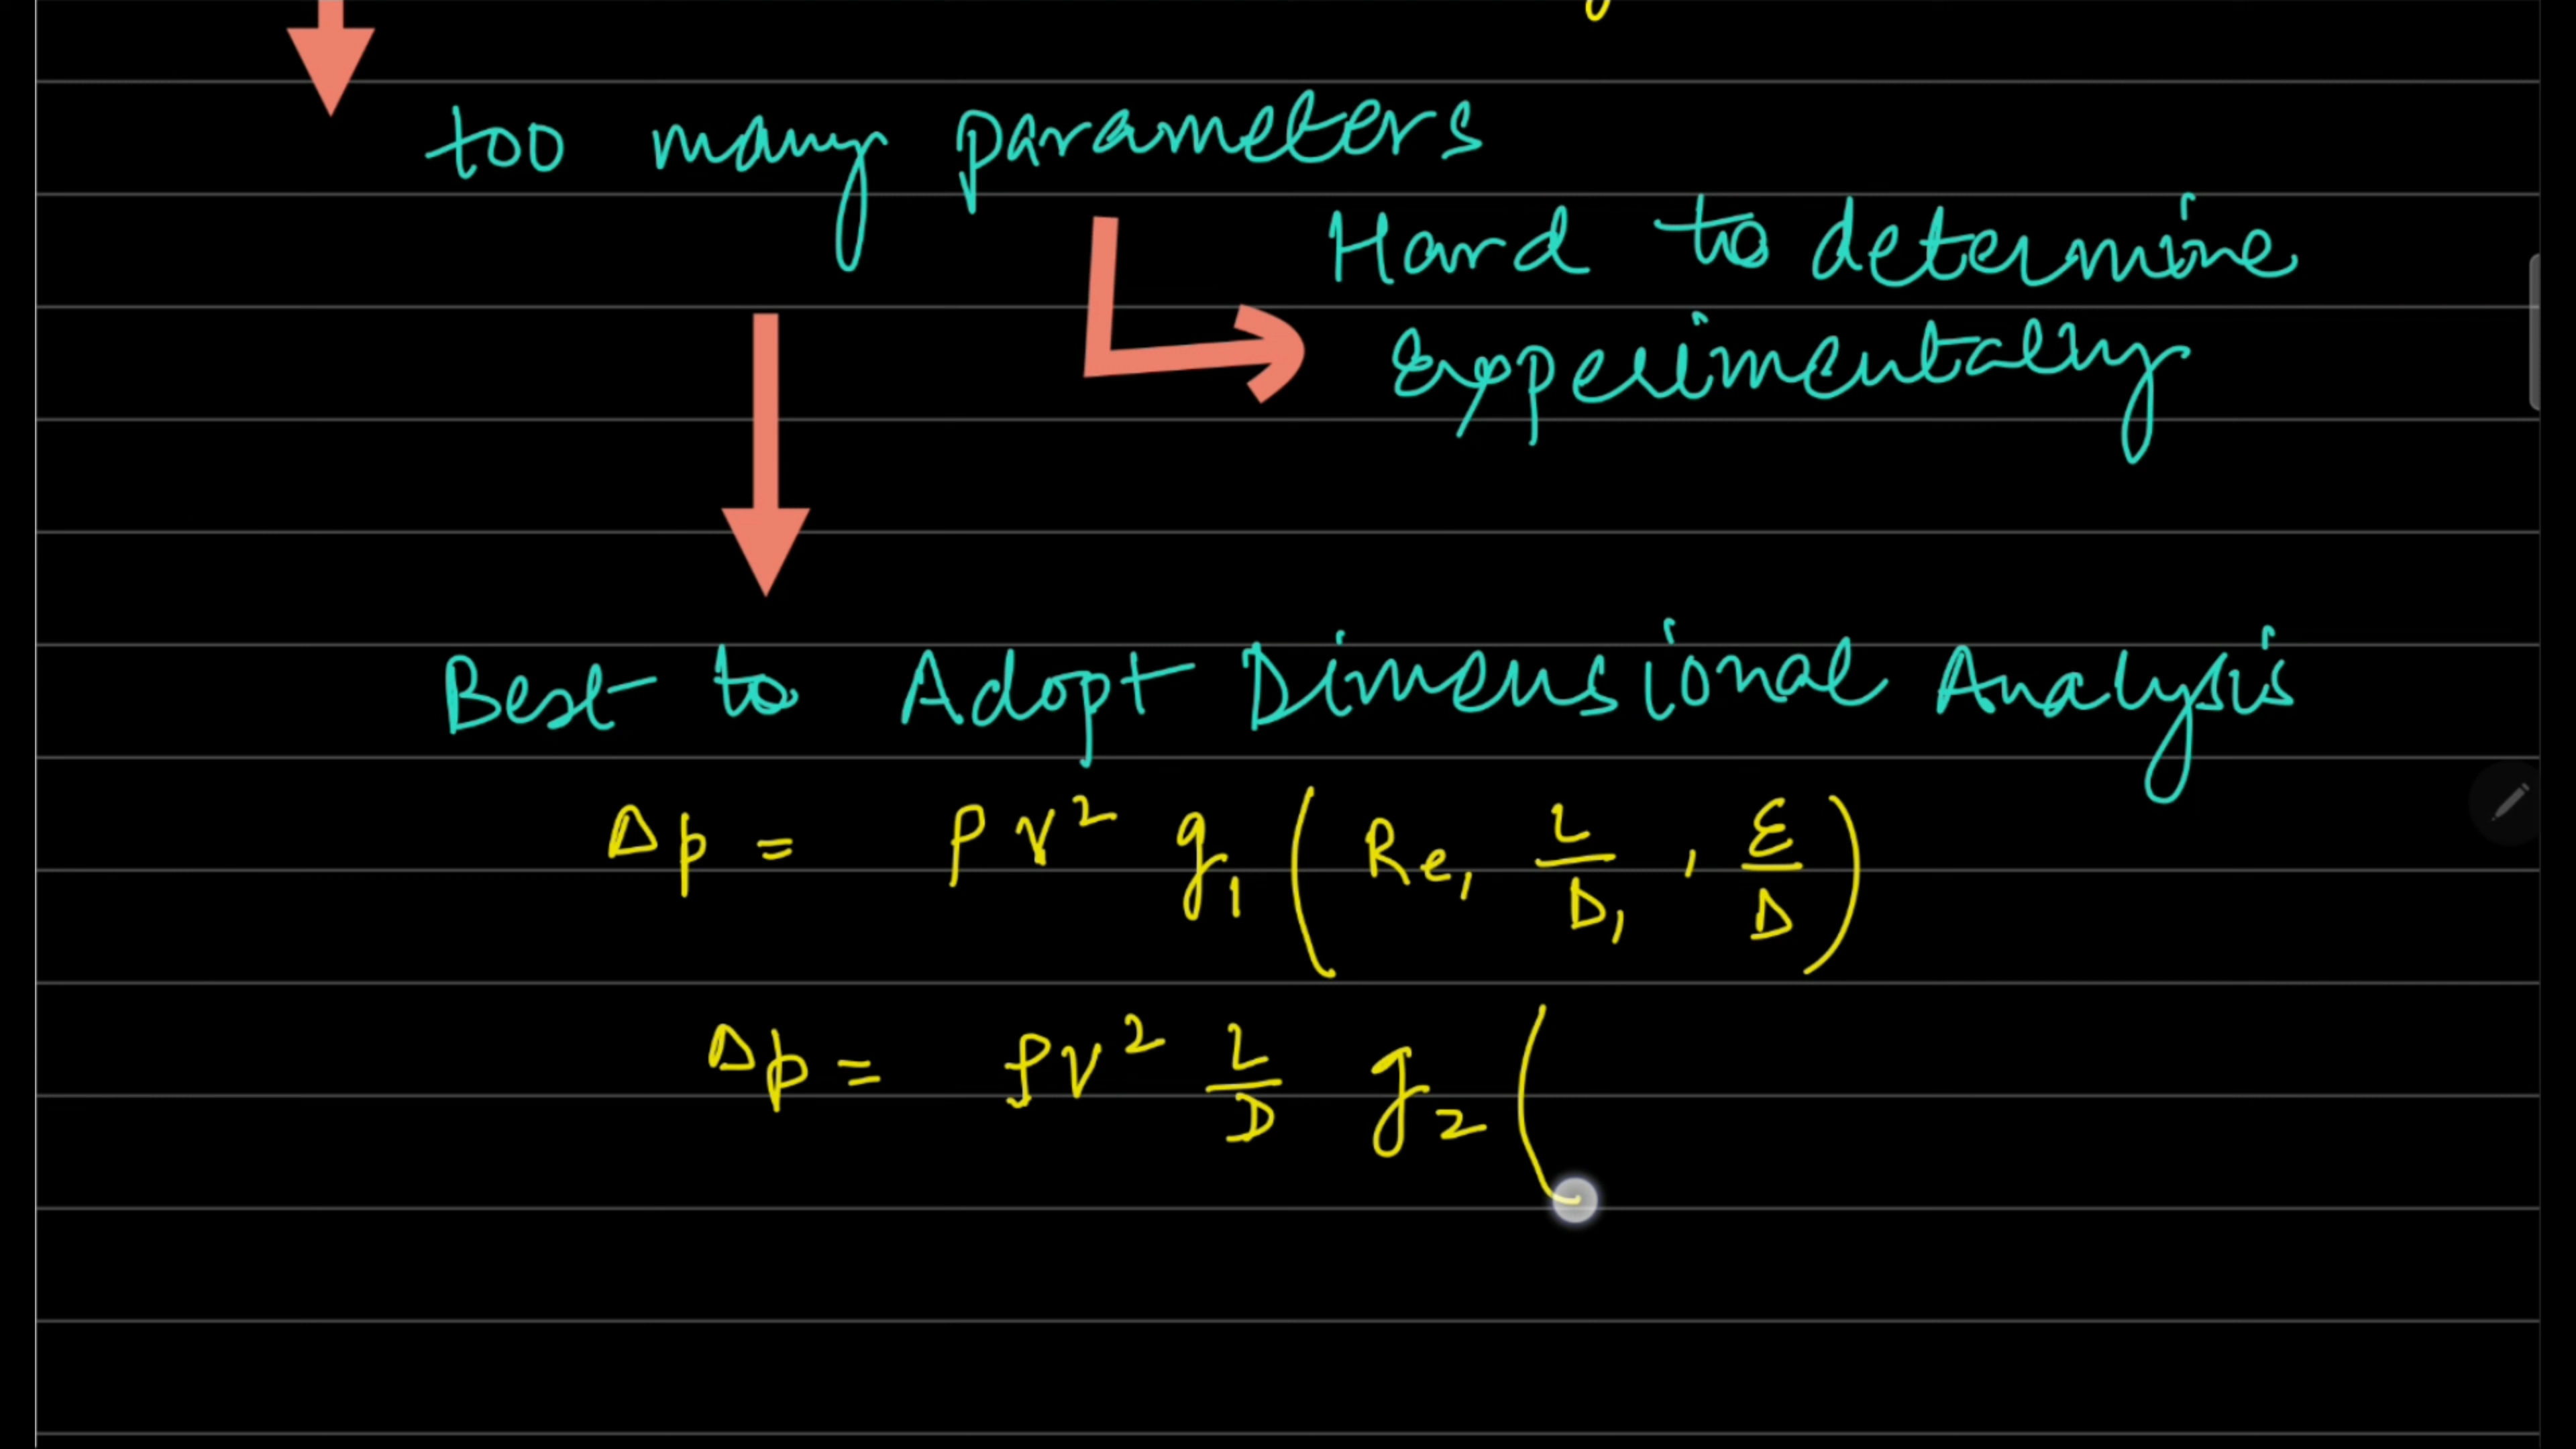 too many parameters
Hard to determine
Experimentally
Best to Adopt Dimensional Analysis
Δp = ρV² g₁ (Re, L/D, , ε/D)
Δp = ρV² L/D g₂ (